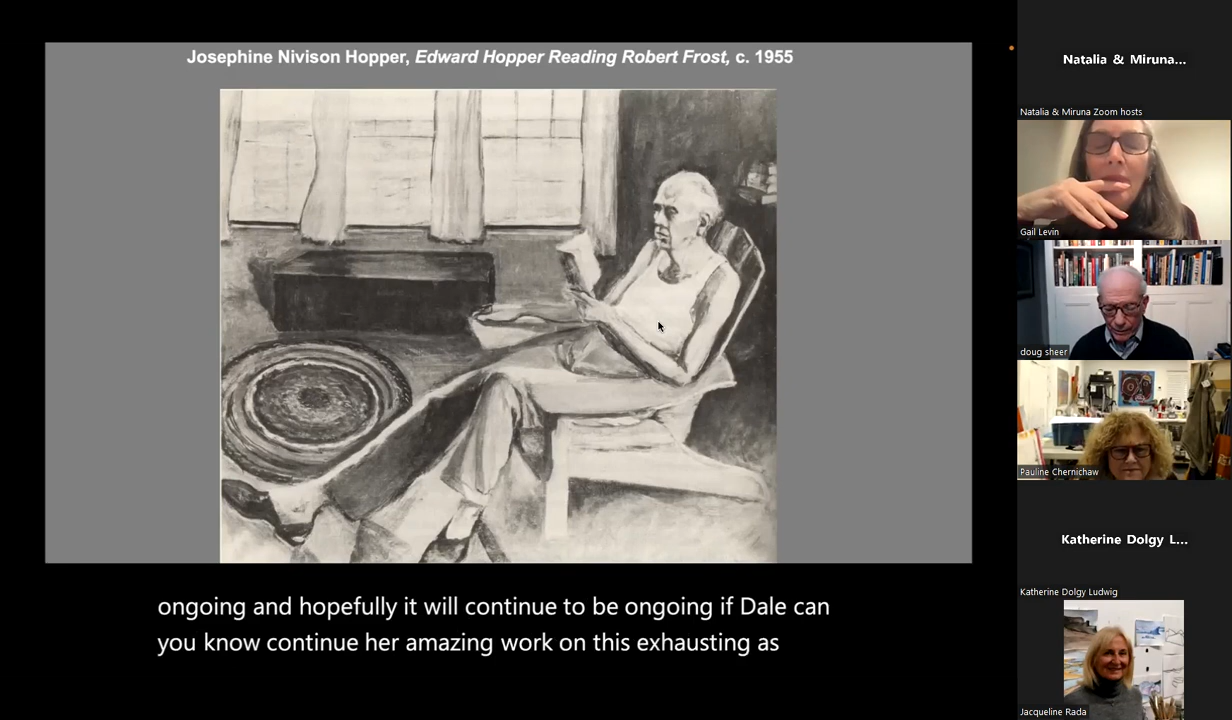 Josephine Nivison Hopper, Edward Hopper Reading Robert Frost, c. 1955
ongoing and hopefully it will continue to be ongoing if Dale can
you know continue her amazing work on this exhausting as
Natalia & Miruna...
Natalia & Miruna Zoom hosts
Gail Levin
doug sheer
Pauline Chernichaw
Katherine Dolgy L...
Katherine Dolgy Ludwig
Jacqueline Rada